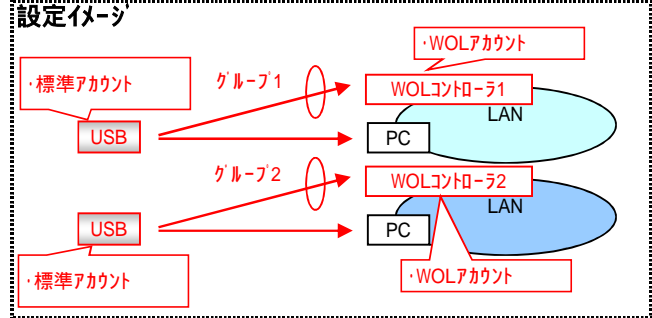 設定ｲﾒｰｼﾞ
･WOLｱｶｳﾝﾄ
･標準ｱｶｳﾝﾄ
ｸﾞﾙｰﾌﾟ1
WOLｺﾝﾄﾛｰﾗ1
LAN
USB
PC
ｸﾞﾙｰﾌﾟ2
WOLｺﾝﾄﾛｰﾗ2
LAN
USB
PC
･標準ｱｶｳﾝﾄ
･WOLｱｶｳﾝﾄ